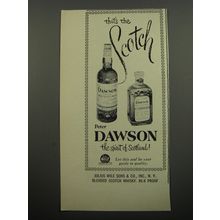 that's the
Scotch
DAWSON
Peter
DAWSON
the spirit of Scotland!
Let this seal be your
guide to quality
JULIUS WILE SONS & CO., INC., N. Y.
BLENDED SCOTCH WHISKY 86.8 PROOF